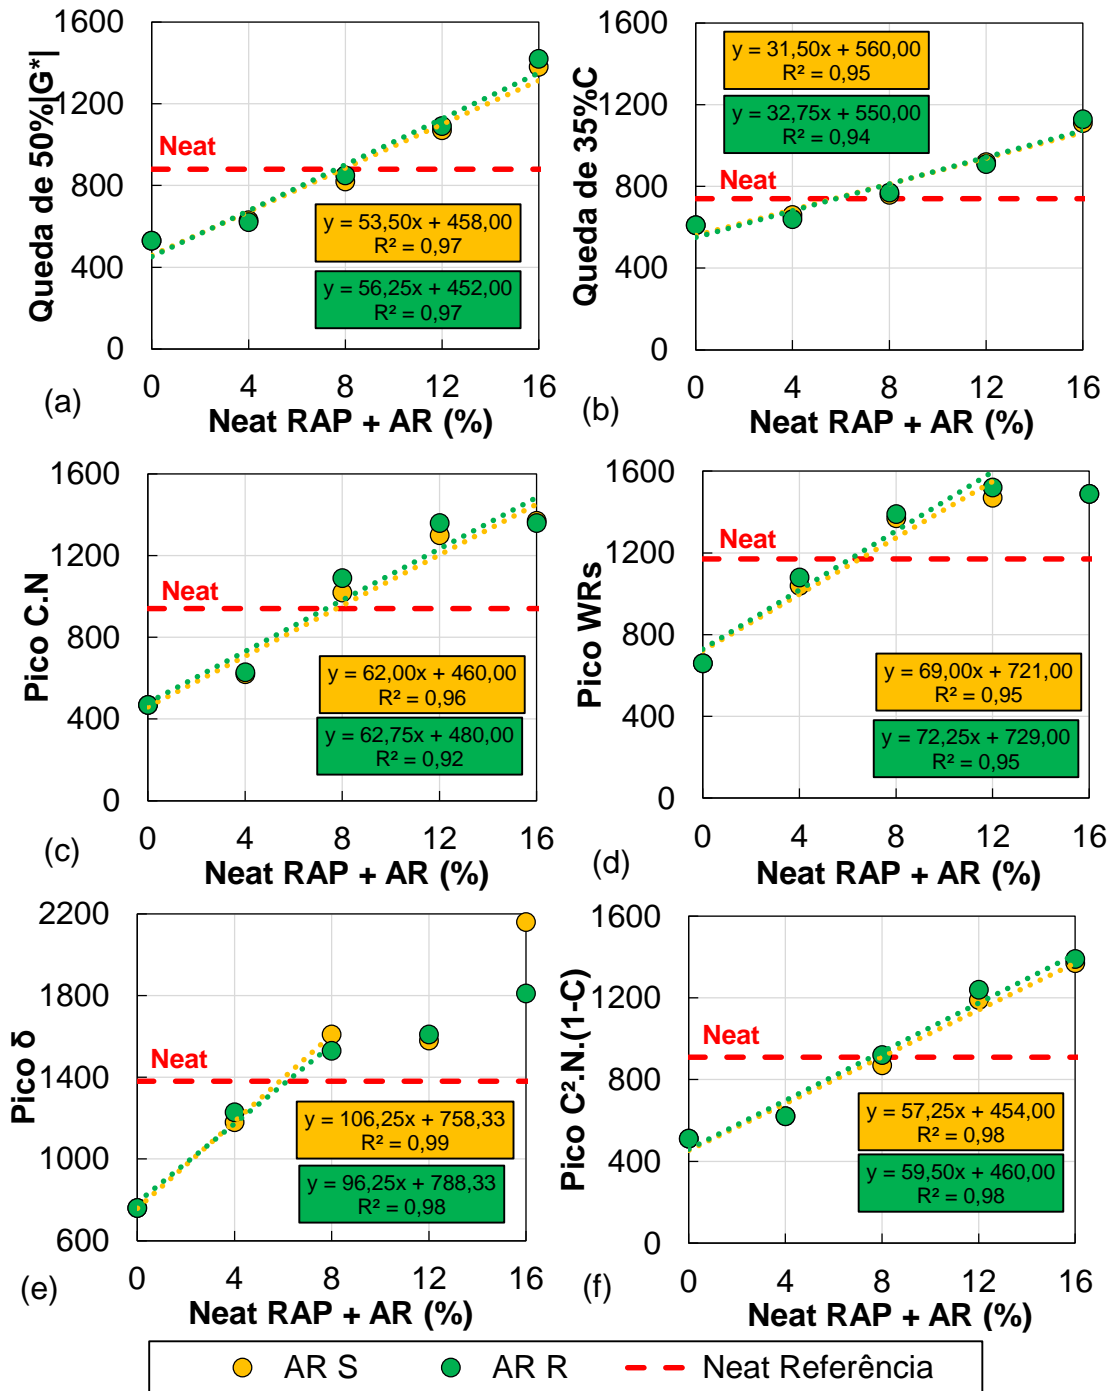 1600
1200
800
400
0
Queda de 50%|G*|
Neat
y = 53,50x + 458,00
R² = 0,97
y = 56,25x + 452,00
R² = 0,97
0 4 8 12 16
(a)
Neat RAP + AR (%)
1600
1200
800
400
0
Queda de 35%C
y = 31,50x + 560,00
R² = 0,95
y = 32,75x + 550,00
R² = 0,94
Neat
0 4 8 12 16
(b)
Neat RAP + AR (%)
1600
1200
800
400
0
Pico C.N
Neat
y = 62,00x + 460,00
R² = 0,96
y = 62,75x + 480,00
R² = 0,92
0 4 8 12 16
(c)
Neat RAP + AR (%)
1600
1200
800
400
0
Pico WRs
Neat
y = 69,00x + 721,00
R² = 0,95
y = 72,25x + 729,00
R² = 0,95
0 4 8 12 16
(d)
Neat RAP + AR (%)
2200
1800
1400
1000
600
Pico δ
Neat
y = 106,25x + 758,33
R² = 0,99
y = 96,25x + 788,33
R² = 0,98
0 4 8 12 16
(e)
Neat RAP + AR (%)
1600
1200
800
400
0
Pico C².N.(1-C)
Neat
y = 57,25x + 454,00
R² = 0,98
y = 59,50x + 460,00
R² = 0,98
0 4 8 12 16
(f)
Neat RAP + AR (%)
AR S AR R Neat Referência